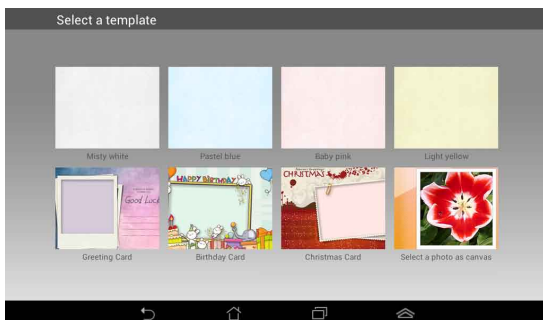 Select a template
Misty white
Pastel blue
Baby pink
Light yellow
Good Luck
HAPPY BIRTHDAY
CHRISTMAS
Greeting Card
Birthday Card
Christmas Card
Select a photo as canvas